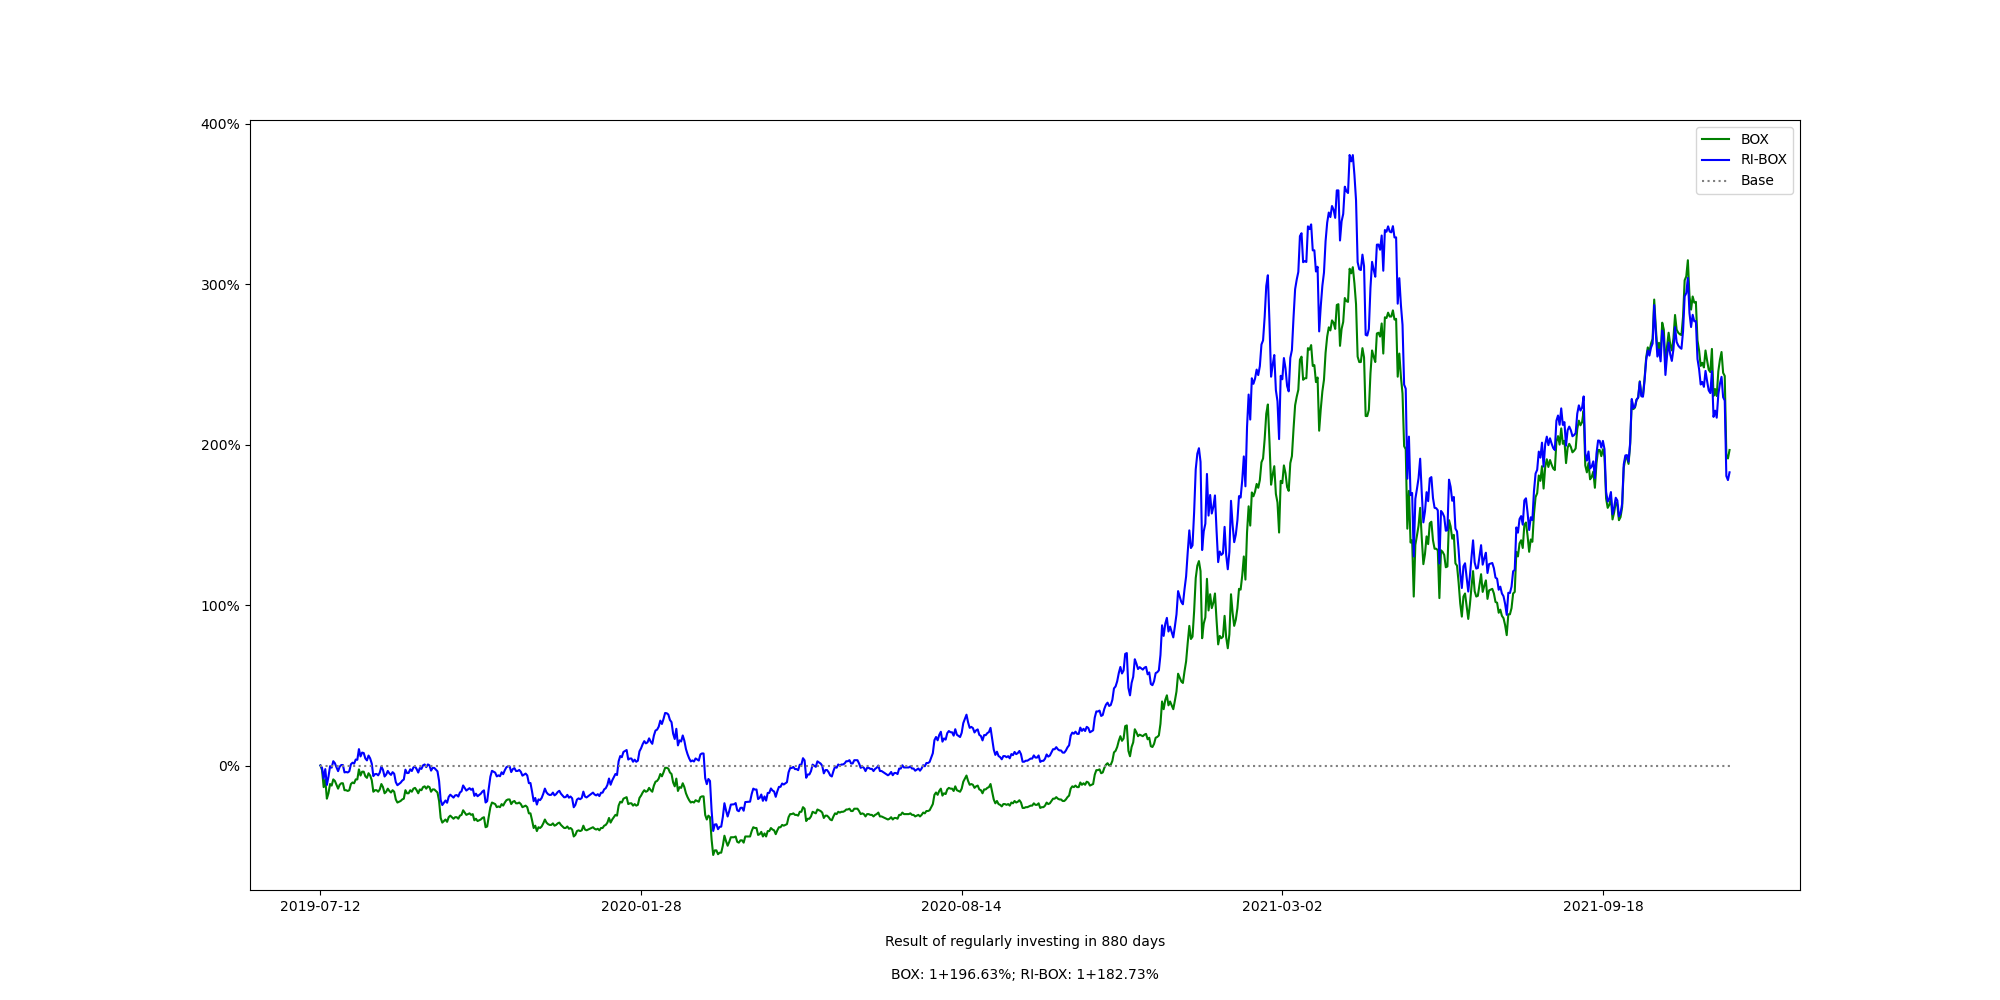 400%
300%
200%
100%
0%
BOX
RI-BOX
Base
2019-07-12
2020-01-28
2020-08-14
2021-03-02
2021-09-18
Result of regularly investing in 880 days
BOX: 1+196.63%; RI-BOX: 1+182.73%